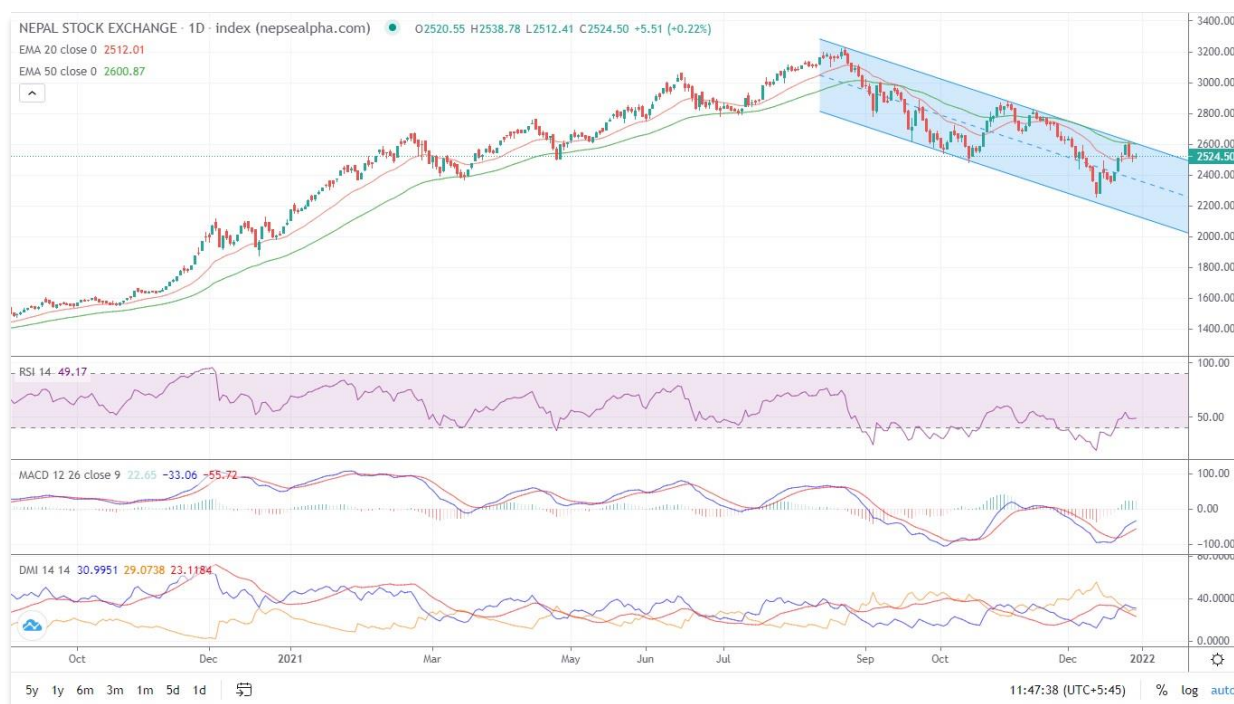 NEPAL STOCK EXCHANGE · 1D · index (nepsealpha.com) O2520.55 H2538.78 L2512.41 C2524.50 +5.51 (+0.22%)
EMA 20 close 0 2512.01
EMA 50 close 0 2600.87
3400.00
3200.00
3000.00
2800.00
2600.00
2524.50
2400.00
2200.00
2000.00
1800.00
1600.00
1400.00
RSI 14 49.17
100.00
50.00
MACD 12 26 close 9 22.65 −33.06 −55.72
100.00
0.00
−100.00
DMI 14 14 30.9951 29.0738 23.1184
80.0000
40.0000
0.0000
Oct Dec 2021 Mar May Jun Jul Sep Oct Dec 2022
5y 1y 6m 3m 1m 5d 1d 11:47:38 (UTC+5:45) % log auto